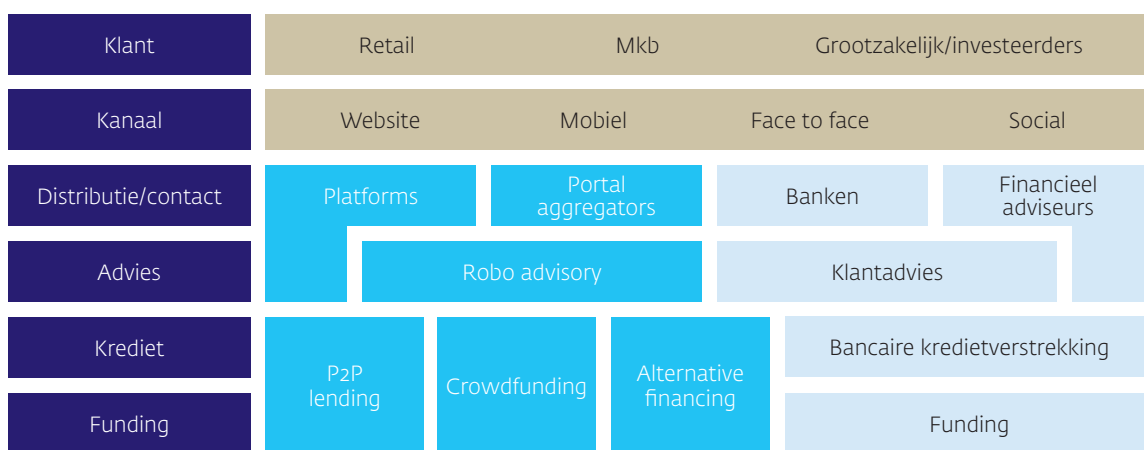 Klant
Retail
Mkb
Grootzakelijk/investeerders
Kanaal
Website
Mobiel
Face to face
Social
Distributie/contact
Platforms
Portal
aggregators
Banken
Financieel
adviseurs
Advies
Robo advisory
Klantadvies
Krediet
P2P
lending
Crowdfunding
Alternative
financing
Bancaire kredietverstrekking
Funding
Funding